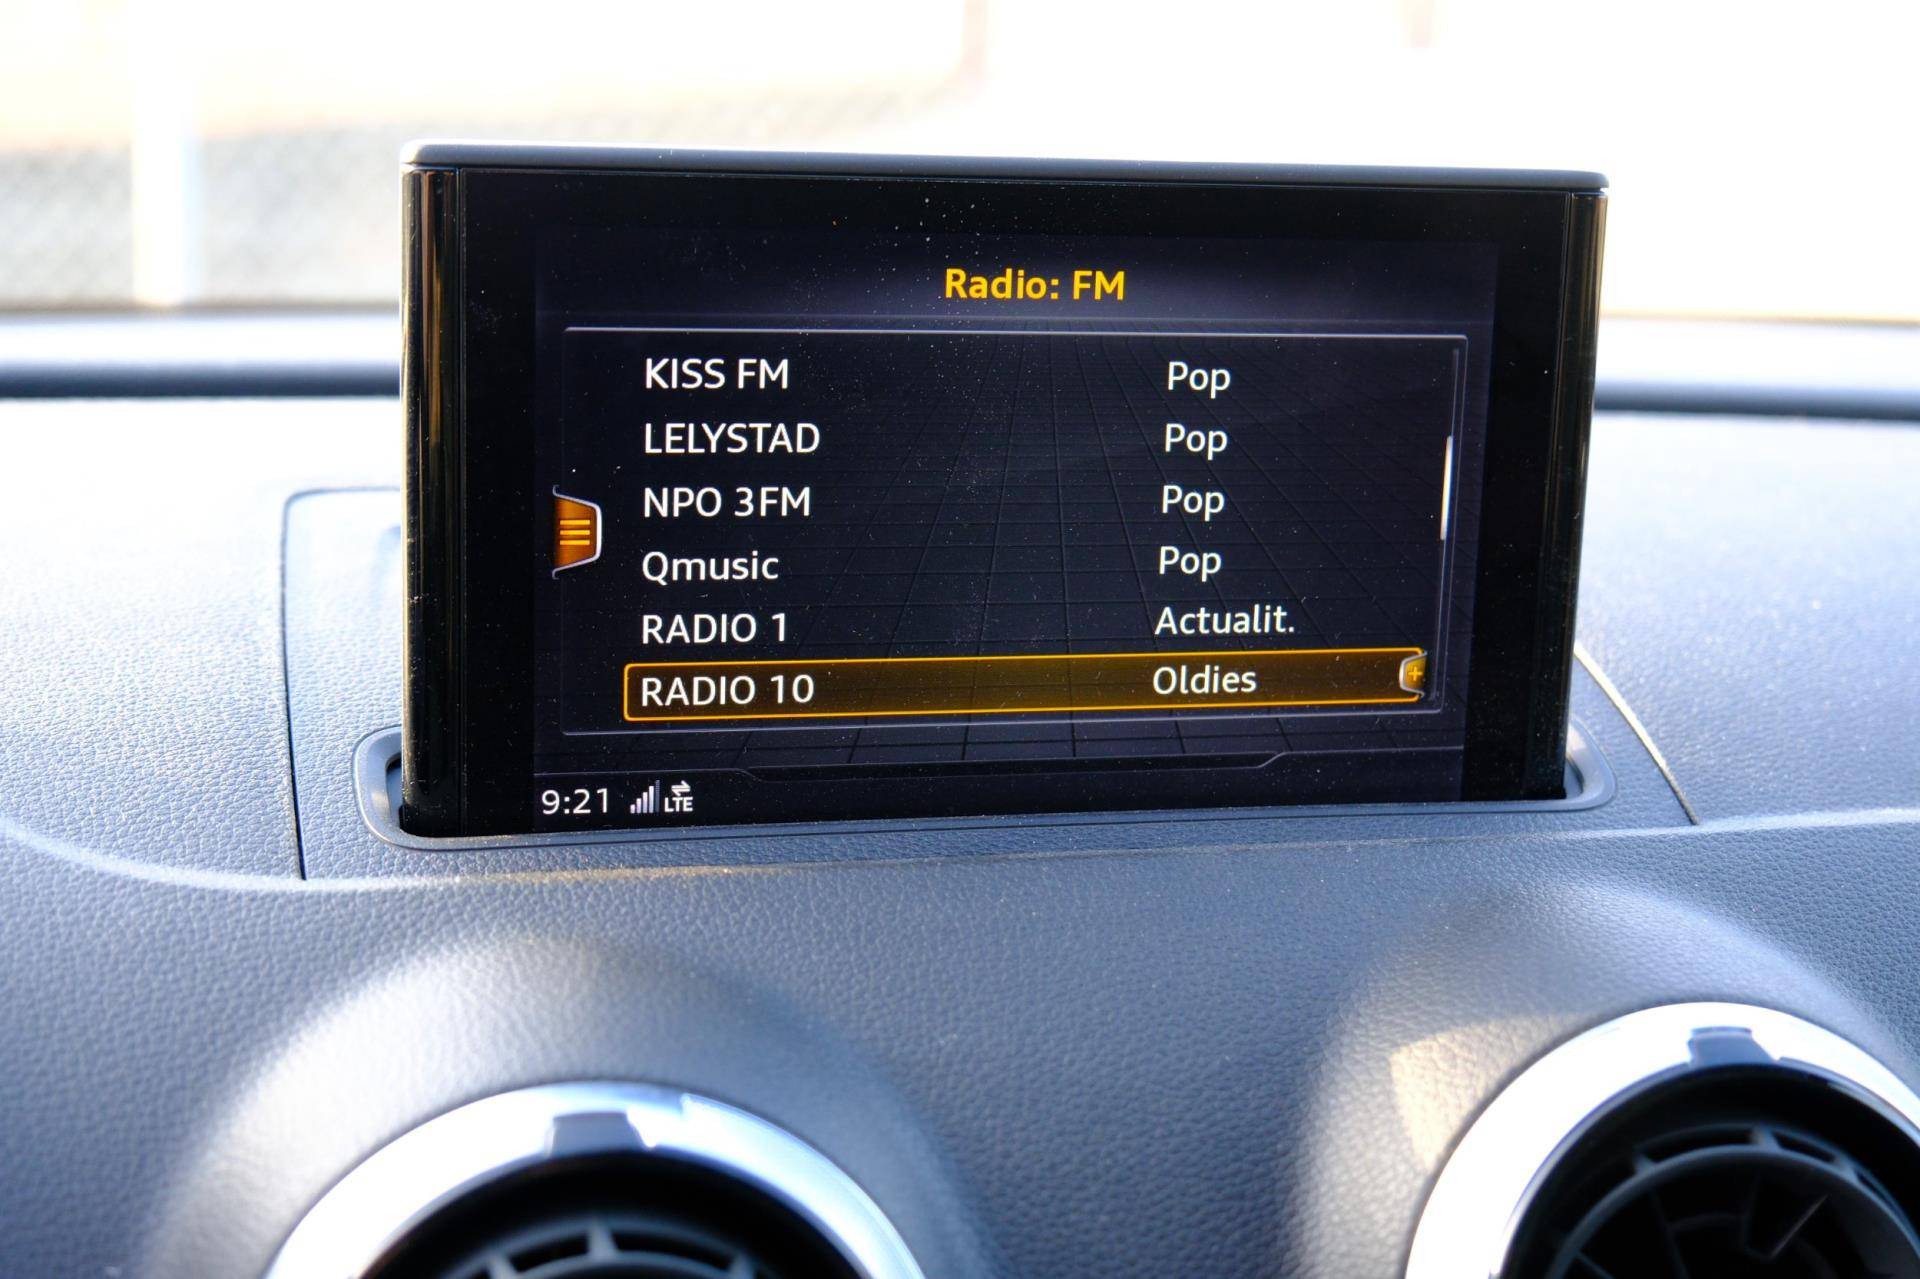 Radio: FM
KISS FM Pop
LELYSTAD Pop
NPO 3FM Pop
Qmusic Pop
RADIO 1 Actualit.
RADIO 10 Oldies
9:21 LTE